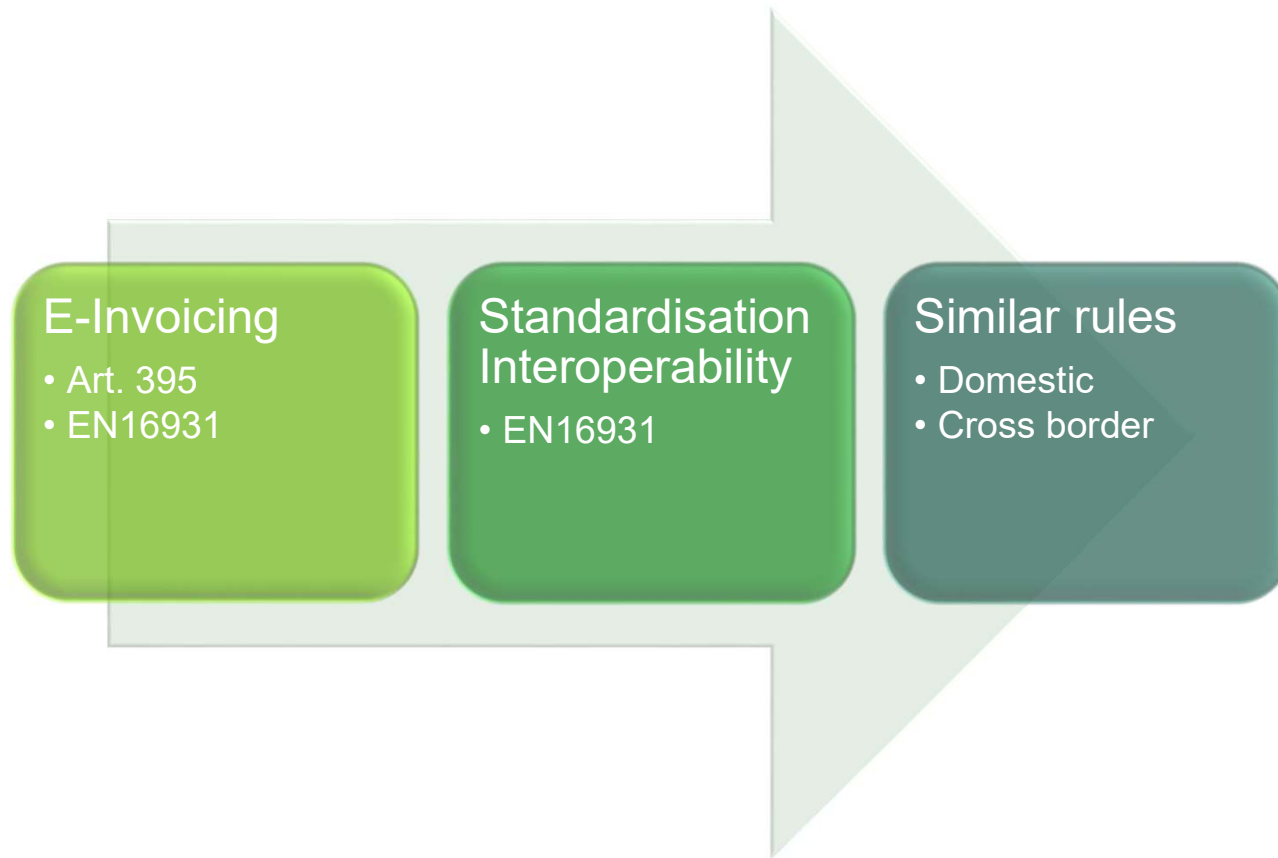 E-Invoicing
• Art. 395
• EN16931
Standardisation
Interoperability
• EN16931
Similar rules
• Domestic
• Cross border